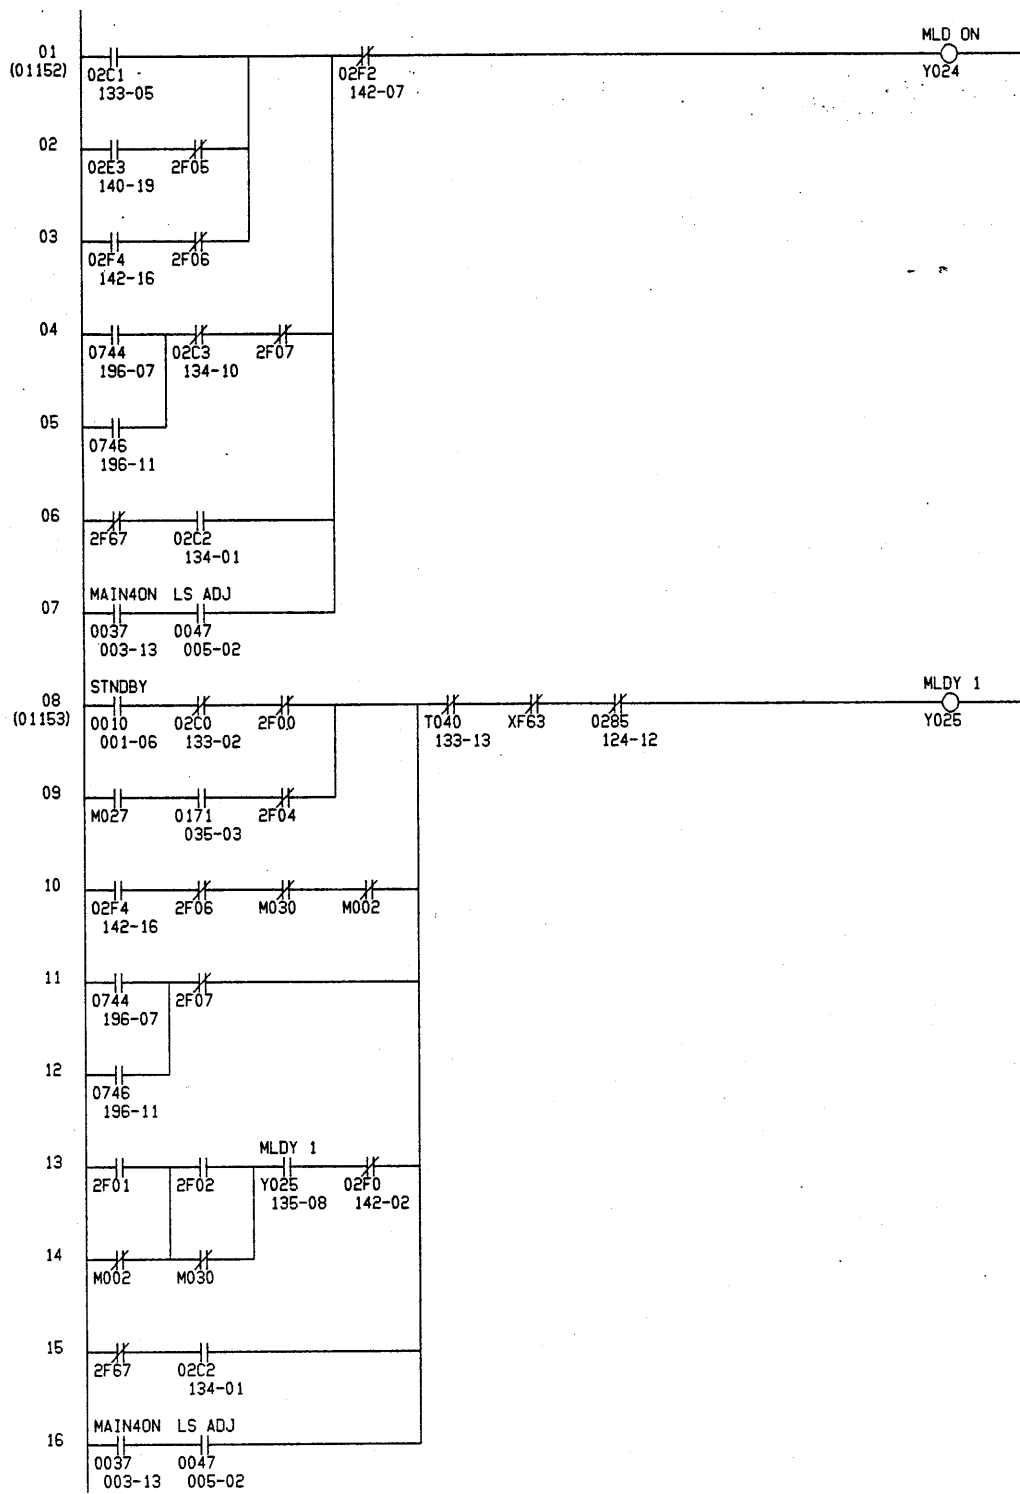 01 MLD ON
(01152) 02C1 02F2 Y024
133-05 142-07
02
02E3 2F05
140-19
03
02F4 2F06
142-16
04
0744 02C3 2F07
196-07 134-10
05
0746
196-11
06
2F67 02C2
134-01
MAIN4ON LS ADJ
07
0037 0047
003-13 005-02
STNDBY MLDY 1
08
(01153) 0010 02C0 2F00 T040 XF63 0285 Y025
001-06 133-02 133-13 124-12
09
M027 0171 2F04
035-03
10
02F4 2F06 M030 M002
142-16
11
0744 2F07
196-07
12
0746
196-11
MLDY 1
13
2F01 2F02 Y025 02F0
135-08 142-02
14
M002 M030
15
2F67 02C2
134-01
MAIN4ON LS ADJ
16
0037 0047
003-13 005-02